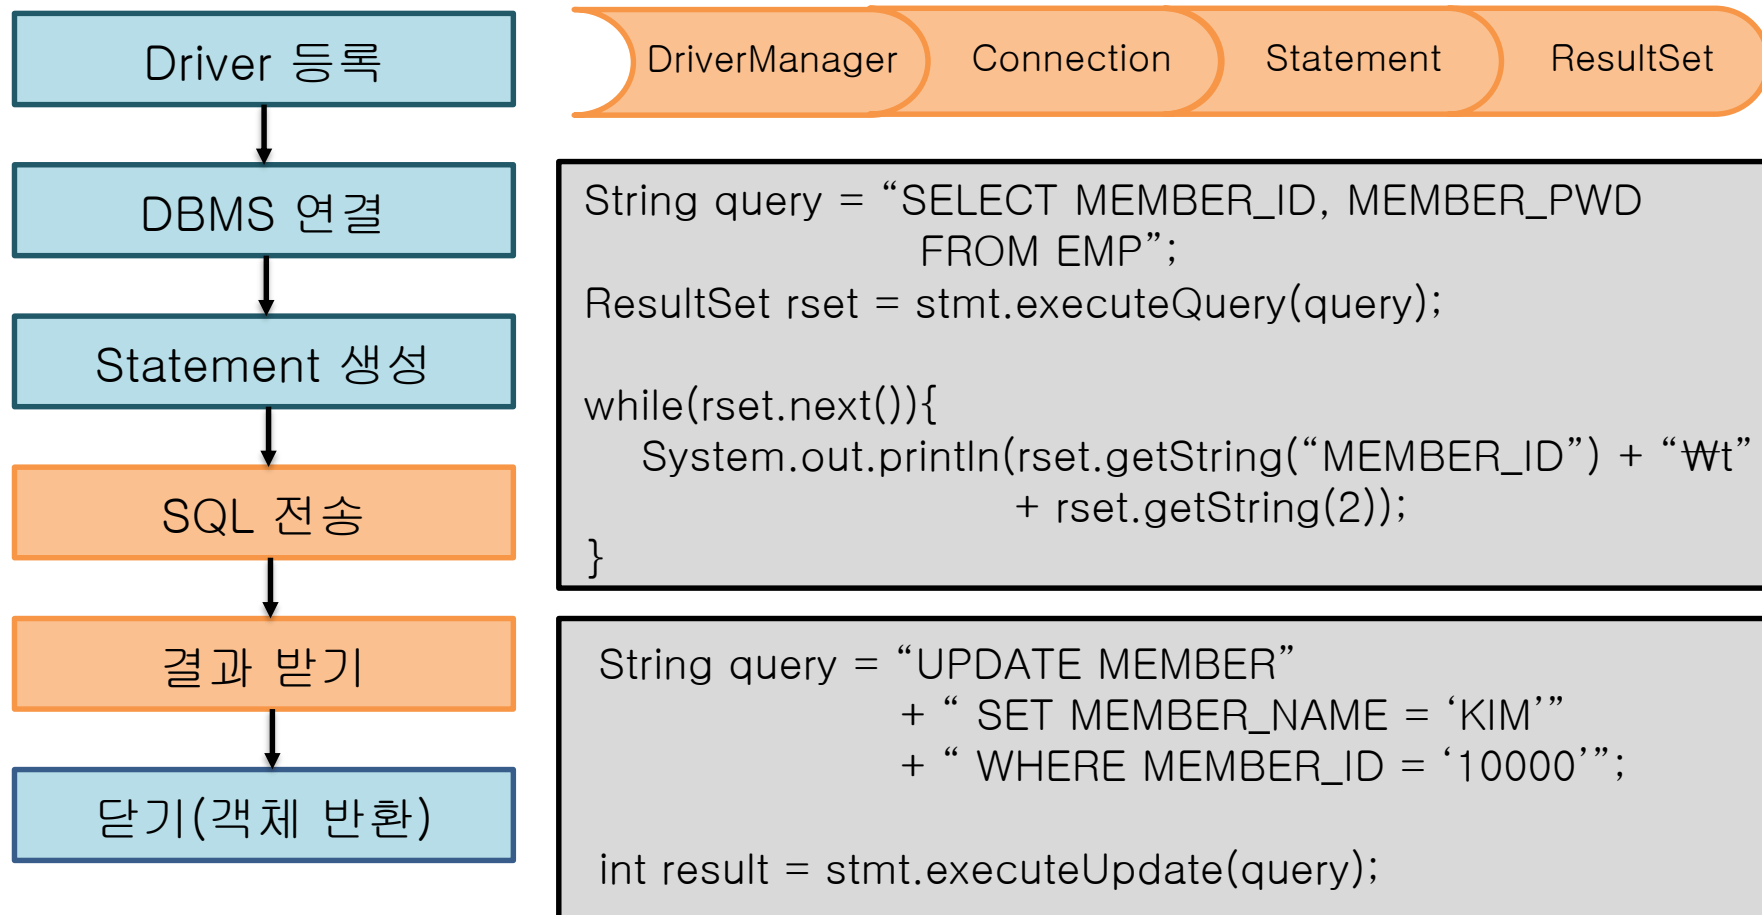 Driver 등록
DBMS 연결
Statement 생성
SQL 전송
결과 받기
닫기(객체 반환)
DriverManager
Connection
Statement
ResultSet
String query = “SELECT MEMBER_ID, MEMBER_PWD
FROM EMP”;
ResultSet rset = stmt.executeQuery(query);
while(rset.next()){
System.out.println(rset.getString(“MEMBER_ID”) + “₩t”
+ rset.getString(2));
}
String query = “UPDATE MEMBER”
+ “ SET MEMBER_NAME = ‘KIM’”
+ “ WHERE MEMBER_ID = ‘10000’”;
int result = stmt.executeUpdate(query);